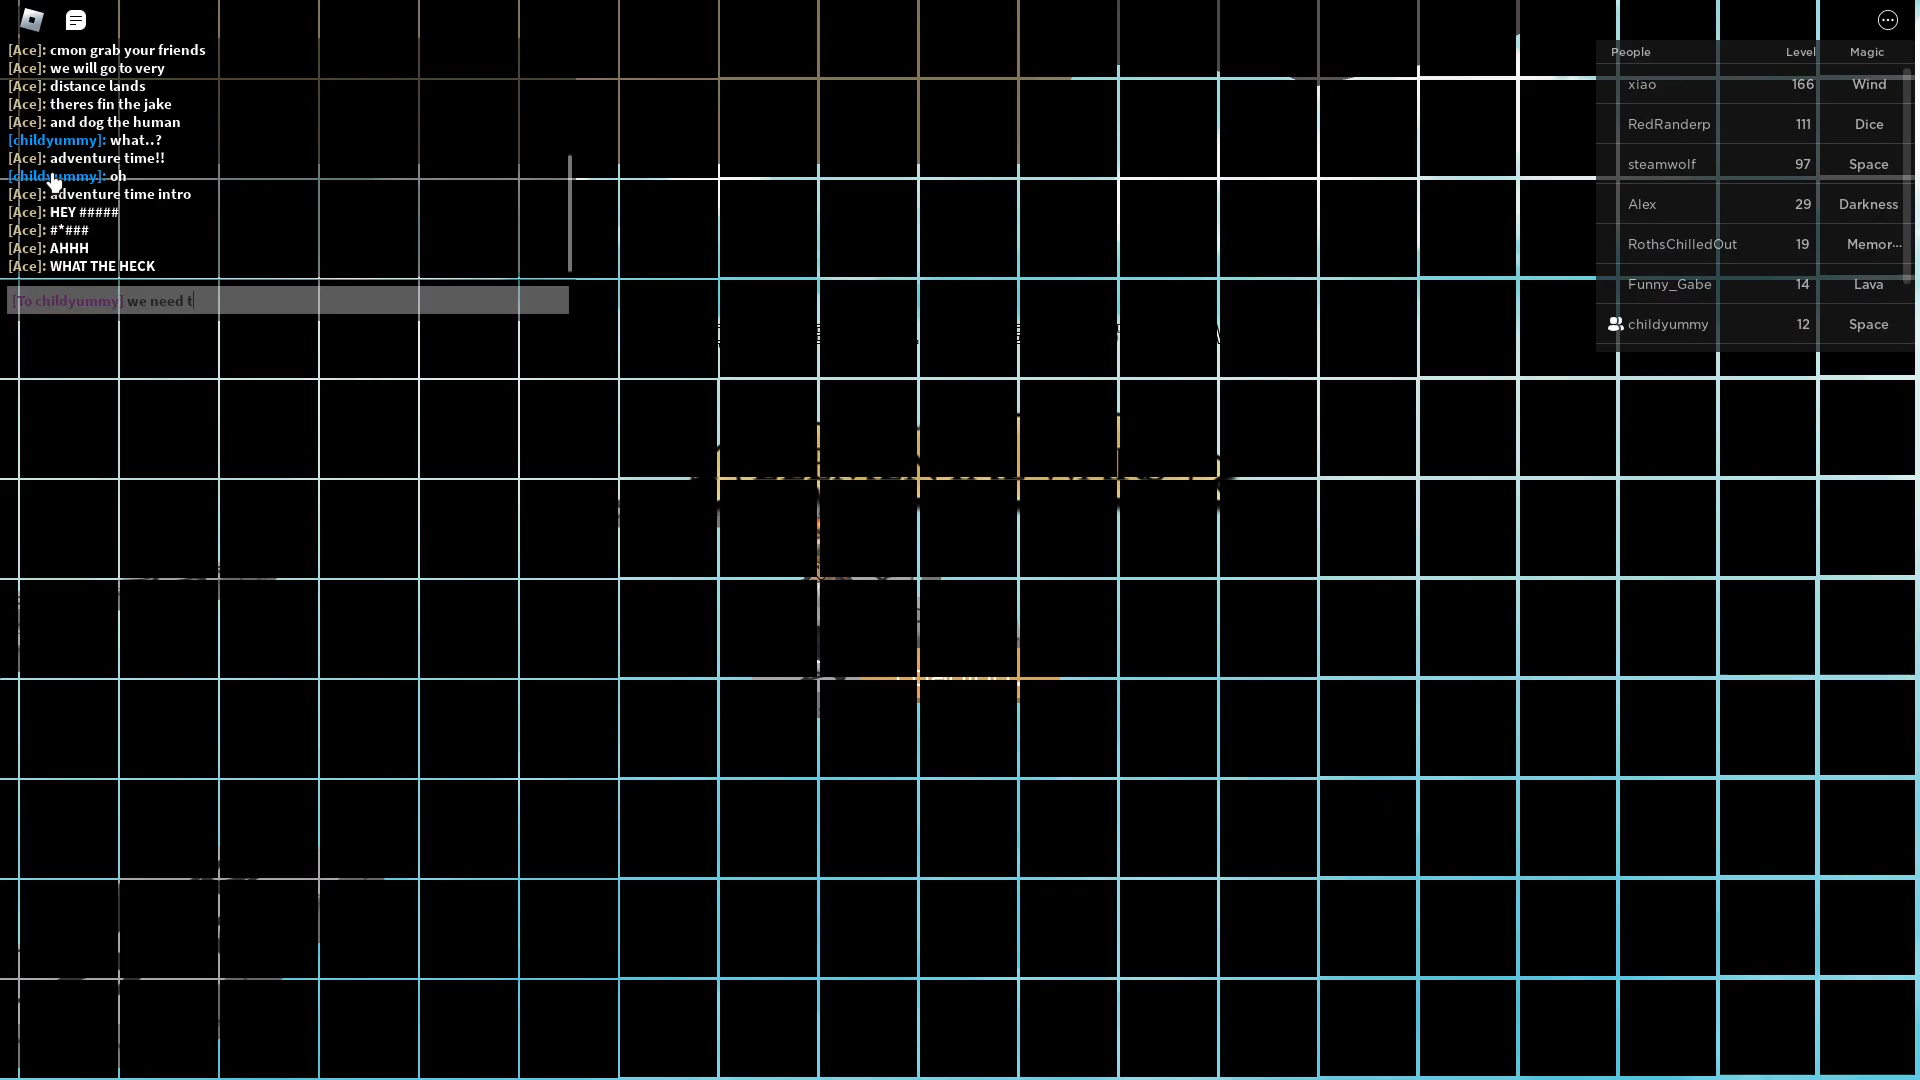 [Ace]: cmon grab your friends
[Ace]: we will go to very
[Ace]: distance lands
[Ace]: theres fin the jake
[Ace]: and dog the human
[childyummy]: what..?
[Ace]: adventure time!!
[childyummy]: oh
[Ace]: adventure time intro
[Ace]: HEY #####
[Ace]: #*###
[Ace]: AHHH
[Ace]: WHAT THE HECK
[To childyummy] we need t
People Level Magic
xiao 166 Wind
RedRanderp 111 Dice
steamwolf 97 Space
Alex 29 Darkness
RothsChilledOut 19 Memor...
Funny_Gabe 14 Lava
childyummy 12 Space